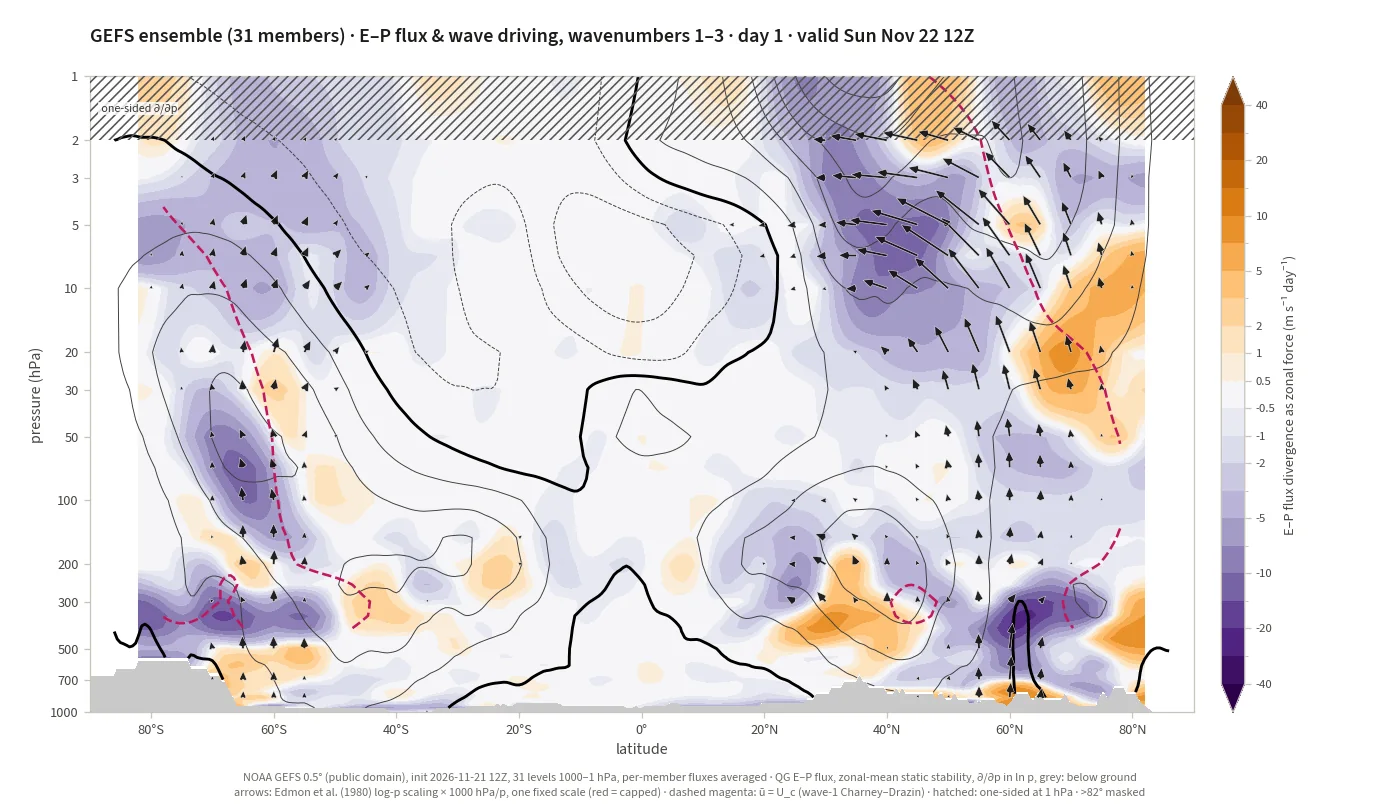 GEFS ensemble (31 members) · E–P flux & wave driving, wavenumbers 1–3 · day 1 · valid Sun Nov 22 12Z
one-sided ∂/∂p
1
2
3
5
10
20
30
50
100
200
300
500
700
1000
pressure (hPa)
80°S
60°S
40°S
20°S
0°
20°N
40°N
60°N
80°N
latitude
40
20
10
5
2
1
0.5
-0.5
-1
-2
-5
-10
-20
-40
E–P flux divergence as zonal force (m s⁻¹ day⁻¹)
NOAA GEFS 0.5° (public domain), init 2026-11-21 12Z, 31 levels 1000–1 hPa, per-member fluxes averaged · QG E–P flux, zonal-mean static stability, ∂/∂p in ln p, grey: below ground
arrows: Edmon et al. (1980) log-p scaling × 1000 hPa/p, one fixed scale (red = capped) · dashed magenta: ū = U_c (wave-1 Charney–Drazin) · hatched: one-sided at 1 hPa · >82° masked